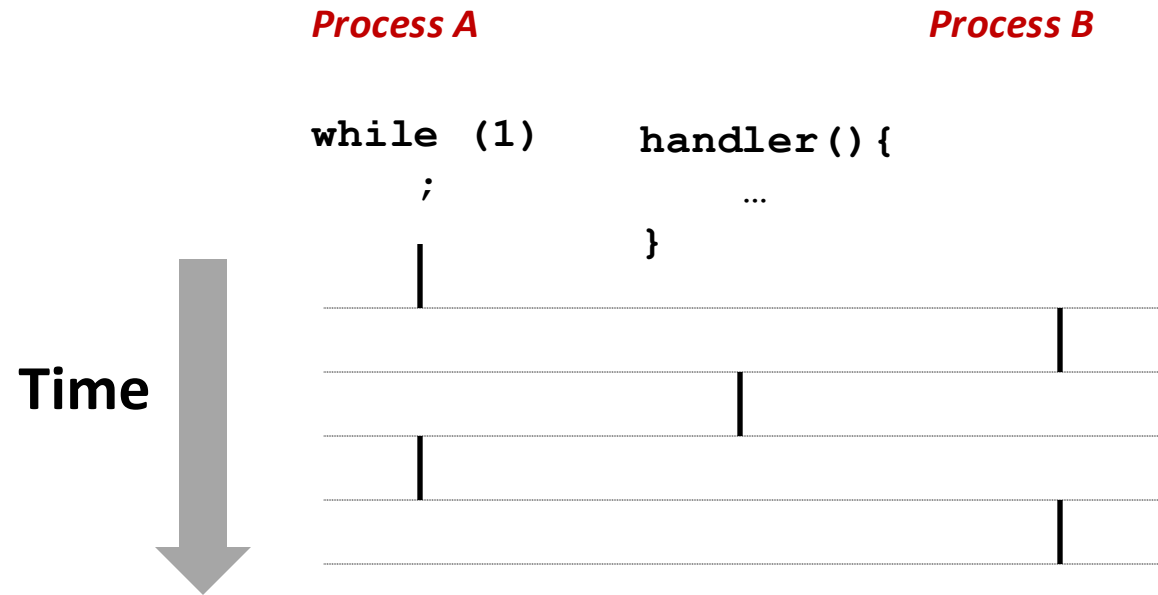 Process A
Process B
while (1)
;
handler(){
…
}
Time